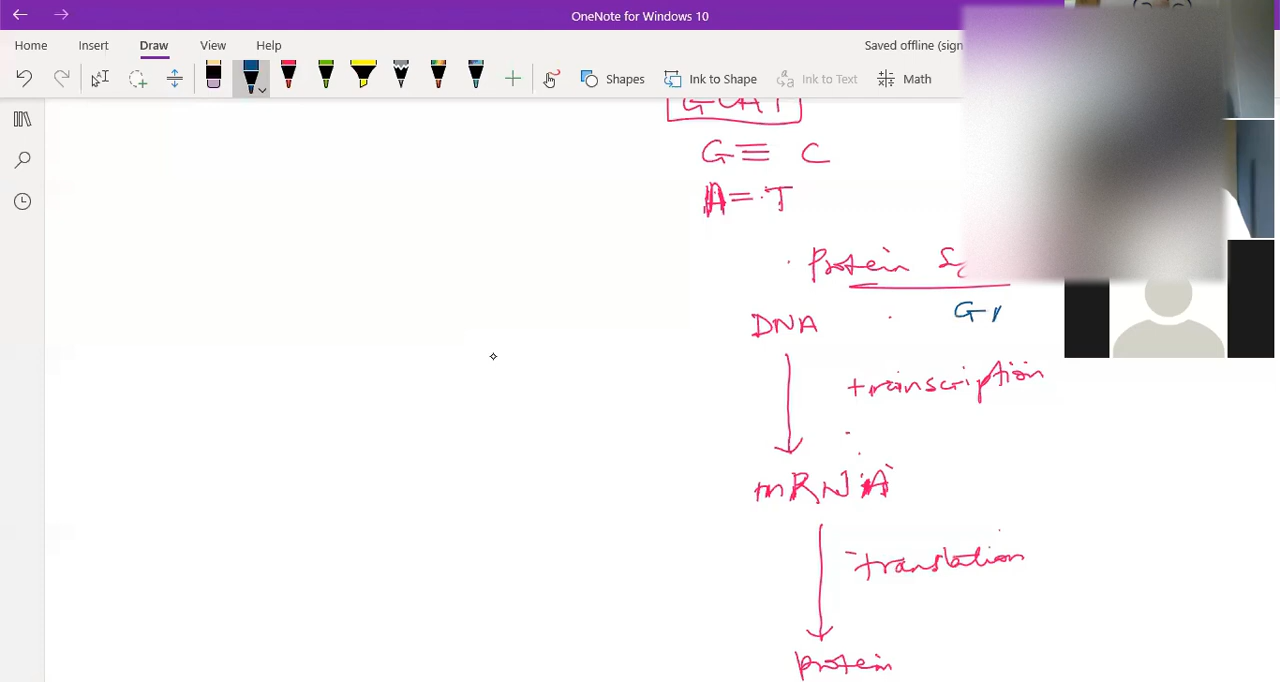 OneNote for Windows 10
Home Insert Draw View Help
Saved offline (sign
Shapes Ink to Shape Ink to Text Math
GCAT
G≡ C
A= T
Protein
DNA
transcription
mRNA
translation
protein